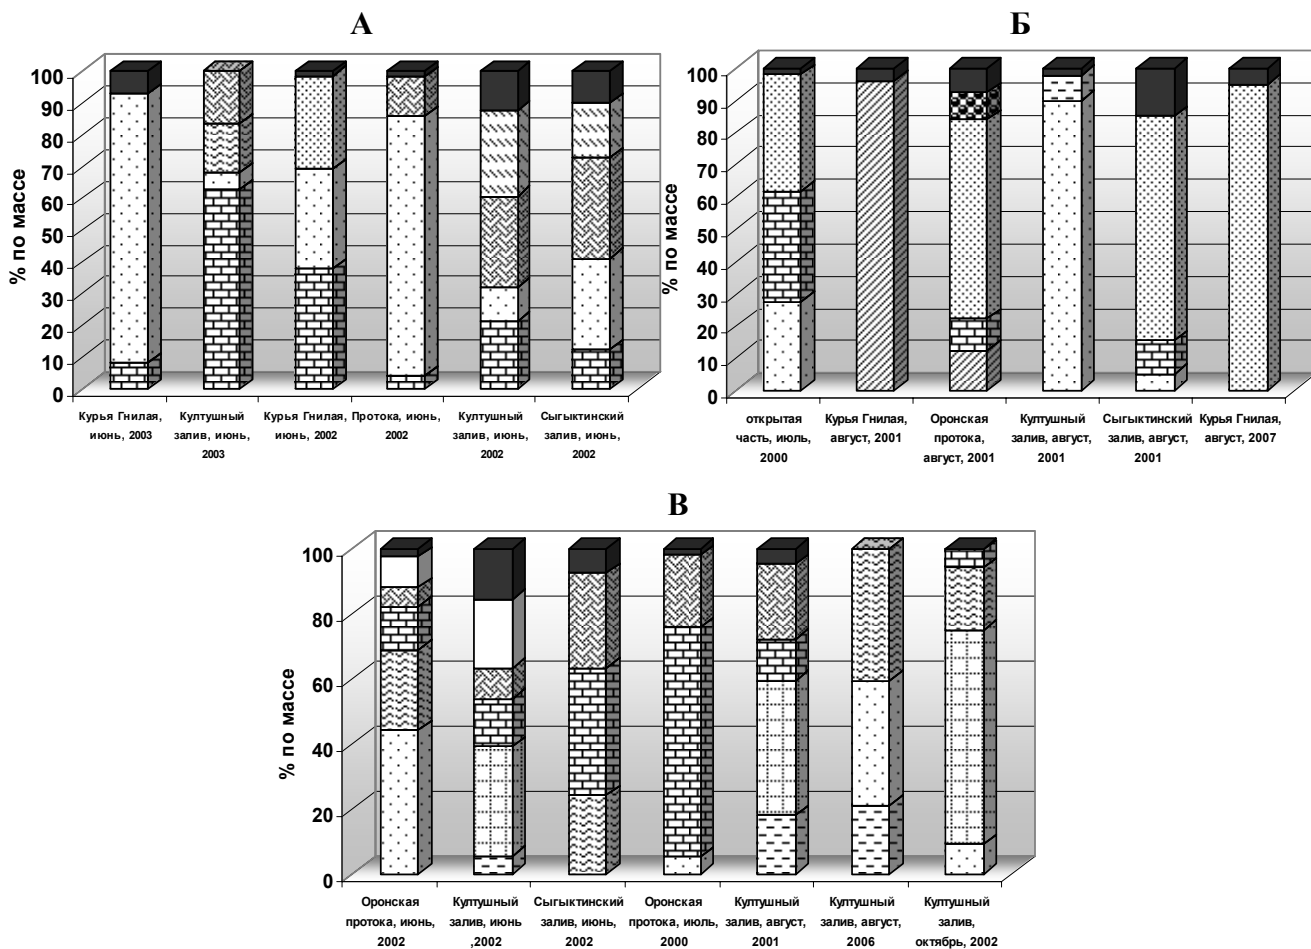 А
% по массе
100
90
80
70
60
50
40
30
20
10
0
Курья Гнилая,
июнь, 2003
Култушный
залив, июнь,
2003
Курья Гнилая,
июнь, 2002
Протока, июнь,
2002
Култушный
залив, июнь,
2002
Сыгыктинский
залив, июнь,
2002
Б
% по массе
100
90
80
70
60
50
40
30
20
10
0
открытая
часть, июль,
2000
Курья Гнилая,
август, 2001
Оронская
протока,
август, 2001
Култушный
залив, август,
2001
Сыгыктинский
залив, август,
2001
Курья Гнилая,
август, 2007
В
% по массе
100
80
60
40
20
0
Оронская
протока, июнь,
2002
Култушный
залив, июнь
,2002
Сыгыктинский
залив, июнь,
2002
Оронская
протока, июль,
2000
Култушный
залив, август,
2001
Култушный
залив, август,
2006
Култушный
залив,
октябрь, 2002